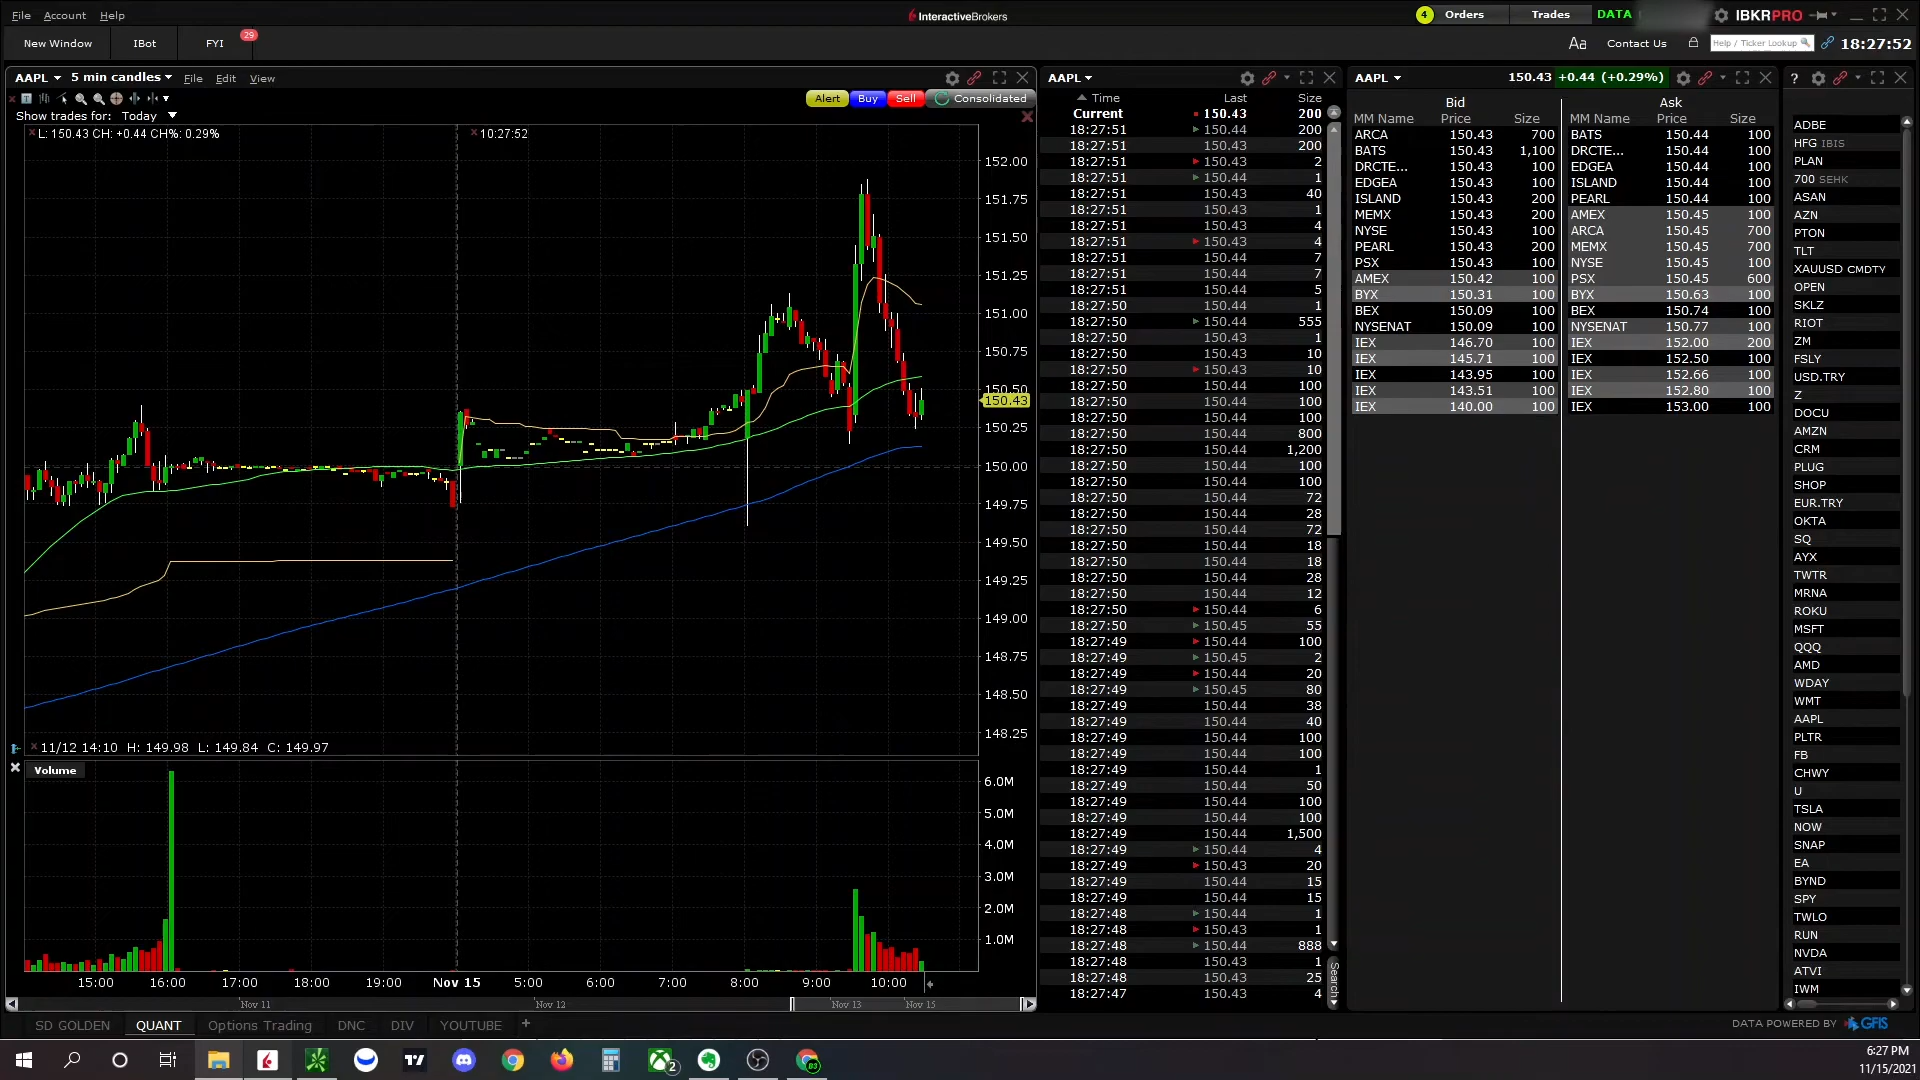 File Account Help
InteractiveBrokers
4 Orders Trades DATA IBKRPRO
New Window IBot FYI 29
Aa Contact Us Help / Ticker Lookup 18:27:52
AAPL 5 min candles File Edit View
Alert Buy Sell Consolidated
Show trades for: Today
L: 150.43 CH: +0.44 CH%: 0.29%
10:27:52
152.00
151.75
151.50
151.25
151.00
150.75
150.50
150.43
150.25
150.00
149.75
149.50
149.25
149.00
148.75
148.50
148.25
11/12 14:10 H: 149.98 L: 149.84 C: 149.97
Volume
6.0M
5.0M
4.0M
3.0M
2.0M
1.0M
15:00 16:00 17:00 18:00 19:00 Nov 15 5:00 6:00 7:00 8:00 9:00 10:00
Nov 11 Nov 12 Nov 13 Nov 15
AAPL
Time Last Size
Current 150.43 200
18:27:51 150.44 200
18:27:51 150.43 200
18:27:51 150.43 2
18:27:51 150.44 1
18:27:51 150.43 40
18:27:51 150.43 1
18:27:51 150.44 4
18:27:51 150.43 4
18:27:51 150.44 7
18:27:51 150.44 7
18:27:51 150.44 5
18:27:50 150.44 1
18:27:50 150.44 555
18:27:50 150.43 1
18:27:50 150.43 10
18:27:50 150.43 10
18:27:50 150.44 100
18:27:50 150.44 100
18:27:50 150.44 100
18:27:50 150.44 800
18:27:50 150.44 1,200
18:27:50 150.44 100
18:27:50 150.44 100
18:27:50 150.44 72
18:27:50 150.44 28
18:27:50 150.44 72
18:27:50 150.44 18
18:27:50 150.44 18
18:27:50 150.44 28
18:27:50 150.44 12
18:27:50 150.44 6
18:27:50 150.45 55
18:27:49 150.44 100
18:27:49 150.45 2
18:27:49 150.44 20
18:27:49 150.45 80
18:27:49 150.44 38
18:27:49 150.44 40
18:27:49 150.44 100
18:27:49 150.44 100
18:27:49 150.44 1
18:27:49 150.44 50
18:27:49 150.44 100
18:27:49 150.44 100
18:27:49 150.44 1,500
18:27:49 150.44 4
18:27:49 150.43 20
18:27:49 150.44 15
18:27:49 150.44 15
18:27:48 150.44 1
18:27:48 150.43 1
18:27:48 150.44 888
18:27:48 150.43 1
18:27:48 150.43 25
18:27:47 150.43 4
Search
AAPL 150.43 +0.44 (+0.29%)
Bid Ask
MM Name Price Size MM Name Price Size
ARCA 150.43 700 BATS 150.44 100
BATS 150.43 1,100 DRCTE... 150.44 100
DRCTE... 150.43 100 EDGEA 150.44 100
EDGEA 150.43 100 ISLAND 150.44 100
ISLAND 150.43 200 PEARL 150.44 100
MEMX 150.43 200 AMEX 150.45 100
NYSE 150.43 100 ARCA 150.45 700
PEARL 150.43 200 MEMX 150.45 700
PSX 150.43 100 NYSE 150.45 100
AMEX 150.42 100 PSX 150.45 600
BYX 150.31 100 BYX 150.63 100
BEX 150.09 100 BEX 150.74 100
NYSENAT 150.09 100 NYSENAT 150.77 100
IEX 146.70 100 IEX 152.00 200
IEX 145.71 100 IEX 152.50 100
IEX 143.95 100 IEX 152.66 100
IEX 143.51 100 IEX 152.80 100
IEX 140.00 100 IEX 153.00 100
?
ADBE
HFG IBIS
PLAN
700 SEHK
ASAN
AZN
PTON
TLT
XAUUSD CMDTY
OPEN
SKLZ
RIOT
ZM
FSLY
USD.TRY
Z
DOCU
AMZN
CRM
PLUG
SHOP
EUR.TRY
OKTA
SQ
AYX
TWTR
MRNA
ROKU
MSFT
QQQ
AMD
WDAY
WMT
AAPL
PLTR
FB
CHWY
U
TSLA
NOW
SNAP
EA
BYND
SPY
TWLO
RUN
NVDA
ATVI
IWM
SD GOLDEN QUANT Options Trading DNC DIV YOUTUBE +
DATA POWERED BY GFIS
2
6:27 PM
11/15/2021